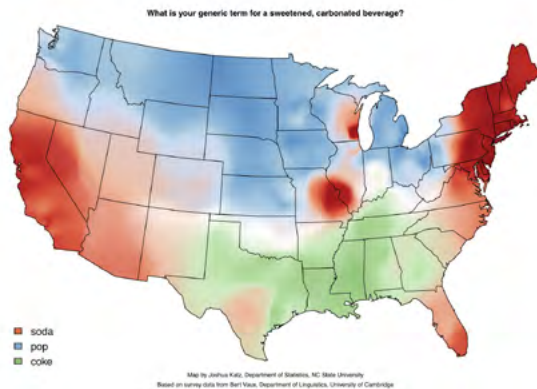 What is your generic term for a sweetened, carbonated beverage?
soda
pop
coke
Map by Joshua Katz, Department of Statistics, NC State University
Based on survey data from Bert Vaux, Department of Linguistics, University of Cambridge